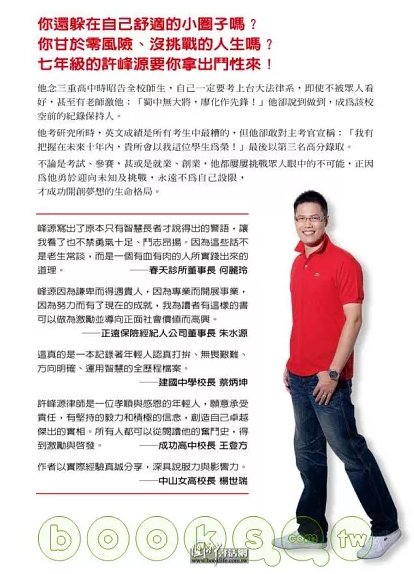 你還躲在自己舒適的小圈子嗎？
你甘於零風險、沒挑戰的人生嗎？
七年級的許峰源要你拿出鬥性來！
他念三重高中時昭告全校師生，自己一定要考上台大法律系，即使不被眾人看
好，甚至有老師激他：「蜀中無大將，廖化作先鋒！」他卻說到做到，成為該校
空前的紀錄保持人。
他考研究所時，英文成績是所有考生中最糟的，但他卻敢對主考官宣稱：「我有
把握在未來十年內，貴所會以我這位學生為榮！」最後以第三名高分錄取。
不論是考試、參賽，甚或是就業、創業，他都屢屢挑戰眾人眼中的不可能，正因
為他勇於迎向未知及挑戰，永遠不為自己設限，
才成功開創夢想的生命格局。
峰源寫出了原本只有智慧長者才說得出的警語，讓
我看了也不禁勇氣十足、鬥志昂揚。因為這些話不
是老生常談，而是一個有血有肉的人所實踐出來的
道理。 ——春天診所董事長 何麗玲
峰源因為謙卑而得遇貴人，因為專業而開展事業，
因為努力而有了現在的成就，我為讀者有這樣的書
可以做為激勵並導向正面社會價值而高興。
——正遠保險經紀人公司董事長 朱水源
這真的是一本記錄著年輕人認真打拚、無畏艱難、
方向明確、運用智慧的全歷程檔案。
——建國中學校長 蔡炳坤
許峰源律師是一位孝順與感恩的年輕人，願意承受
責任，有堅持的毅力和積極的信念，創造自己卓越
傑出的實相。所有人都可以從閱讀他的奮鬥史，得
到激勵與啓發。 ——成功高中校長 王登方
作者以實際經驗真誠分享，深具說服力與影響力。
——中山女高校長 楊世瑞
books.com.tw
www.booklife.com.tw